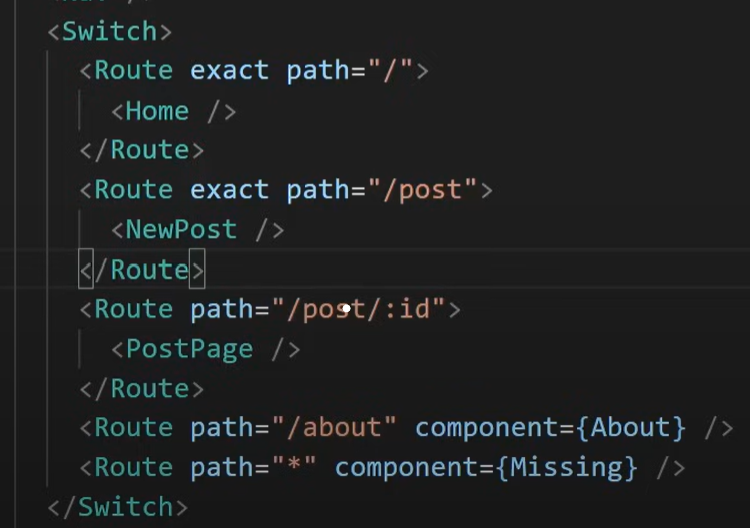 <Switch>
<Route exact path="/">
<Home />
</Route>
<Route exact path="/post">
<NewPost />
</Route>
<Route path="/post/:id">
<PostPage />
</Route>
<Route path="/about" component={About} />
<Route path="*" component={Missing} />
</Switch>